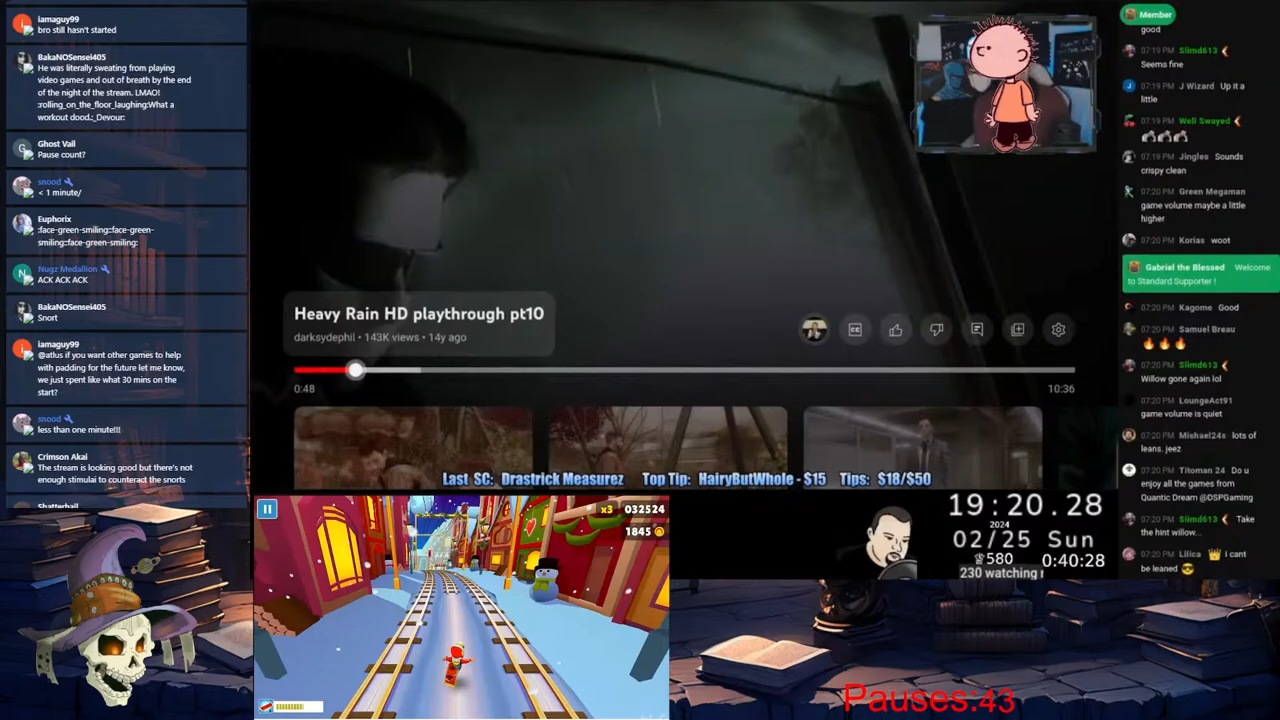 iamaguy99
bro still hasn't started
BakaNOSensei405
He was literally sweating from playing
video games and out of breath by the end
of the night of the stream. LMAO!
:rolling_on_the_floor_laughing:What a
workout dood.:_Devour:
G
Ghost Vail
Pause count?
snood
< 1 minute/
Euphorix
:face-green-smiling::face-green-
smiling::face-green-smiling:
N
Nugz Medallion
ACK ACK ACK
BakaNOSensei405
Snort
iamaguy99
@atlus if you want other games to help
with padding for the future let me know,
we just spent like what 30 mins on the
start?
snood
less than one minute!!!
Crimson Akai
The stream is looking good but there's not
enough stimulai to counteract the snorts
Shatterhail
Heavy Rain HD playthrough pt10
darksydephil • 143K views • 14y ago
CC
0:48
10:36
Last SC: Drastrick Measurez Top Tip: HairyButWhole - $15 Tips: $18/$50
x3 032524
1845
19:20.28
2024
02/25 Sun
580
0:40:28
230 watching
Pauses:43
Member
good
07:19 PM Slimd613
Seems fine
J
07:19 PM J Wizard Up it a
little
07:19 PM Well Swayed
07:19 PM Jingles Sounds
crispy clean
07:20 PM Green Megaman
game volume maybe a little
higher
07:20 PM Korias woot
Gabriel the Blessed Welcome
to Standard Supporter !
07:20 PM Kagome Good
07:20 PM Samuel Breau
07:20 PM Slimd613
Willow gone again lol
07:20 PM LoungeAct91
game volume is quiet
07:20 PM Mishael24s lots of
leans. jeez
07:20 PM Titoman 24 Do u
enjoy all the games from
Quantic Dream @DSPGaming
07:20 PM Slimd613 Take
the hint willow...
07:20 PM Lilica i cant
be leaned